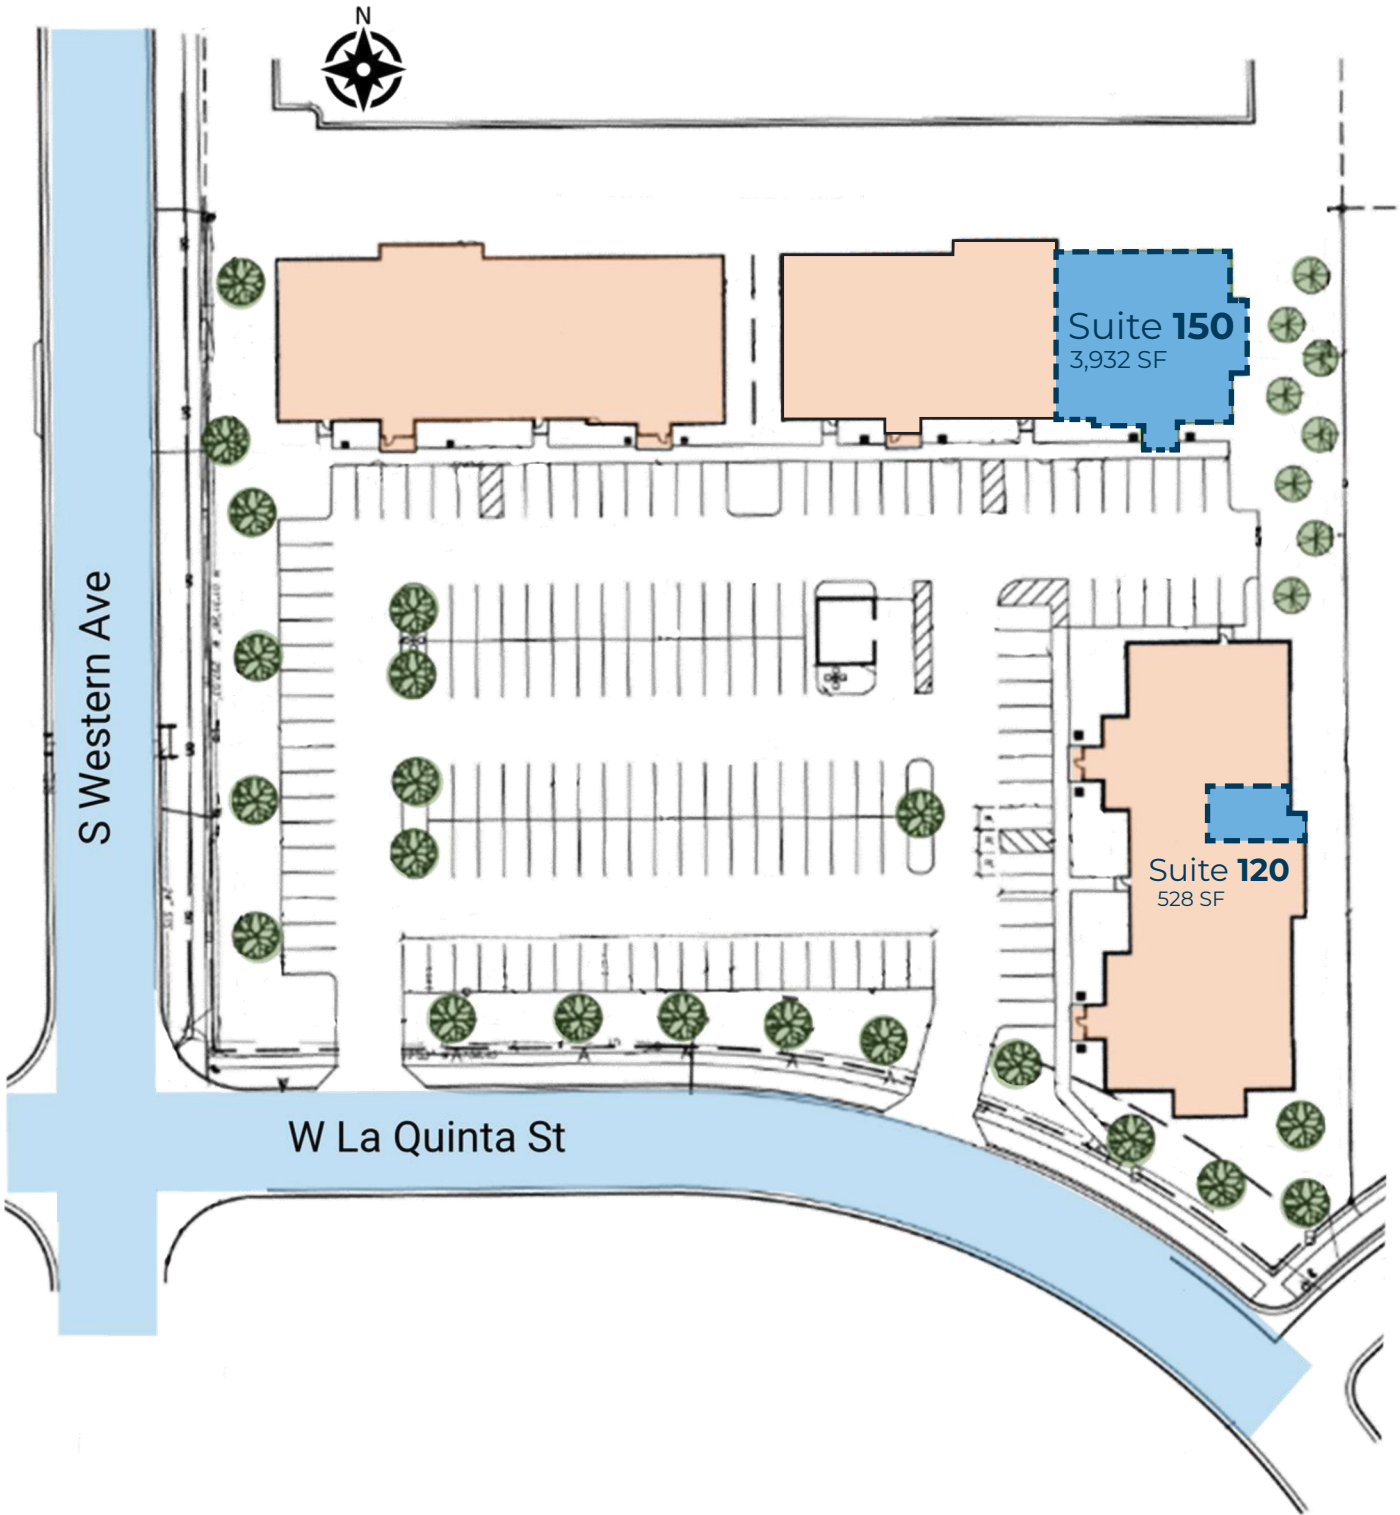 N
Suite 150
3,932 SF
S Western Ave
Suite 120
528 SF
W La Quinta St